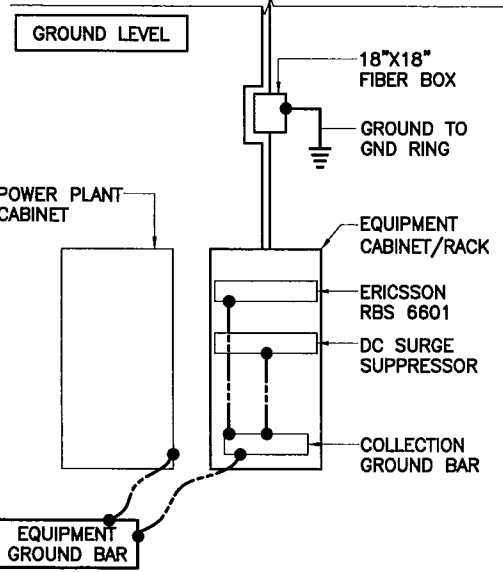 GROUND LEVEL
18"X18"
FIBER BOX
GROUND TO
GND RING
POWER PLANT
CABINET
EQUIPMENT
CABINET/RACK
ERICSSON
RBS 6601
DC SURGE
SUPPRESSOR
COLLECTION
GROUND BAR
EQUIPMENT
GROUND BAR